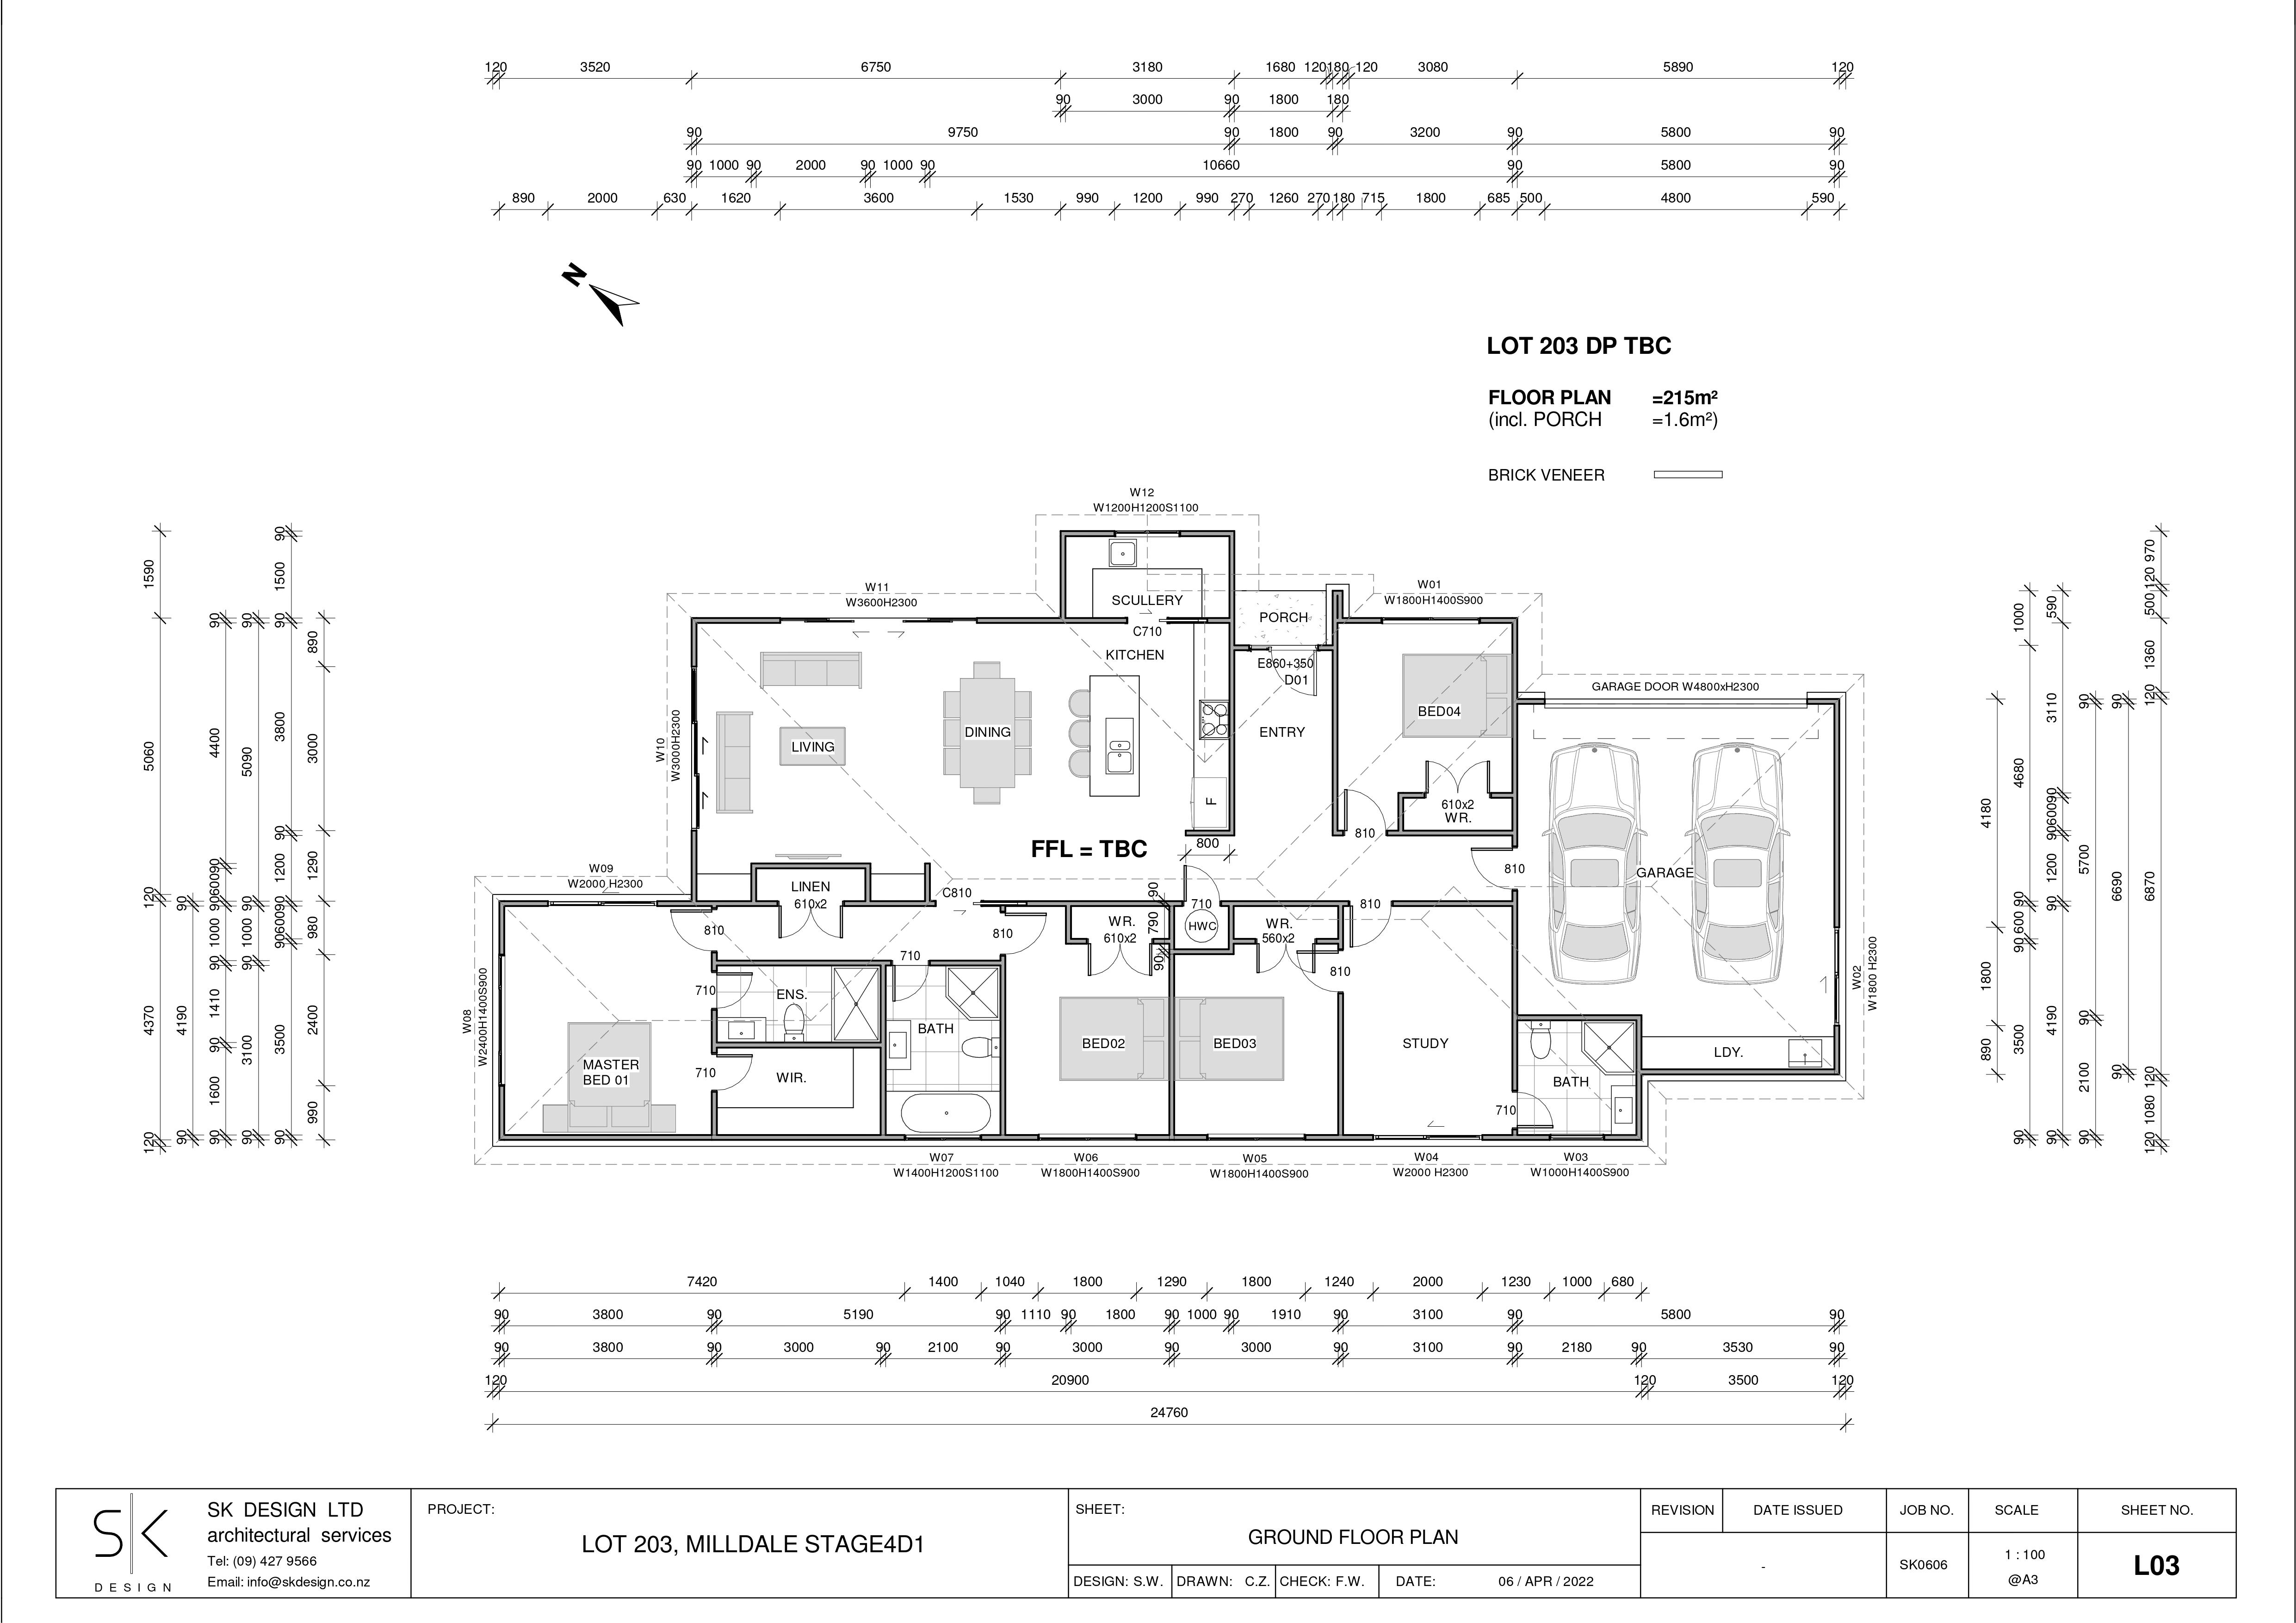 120 3520 6750 3180 1680 120 180 120 3080 5890 120
90 3000 90 1800 180
90 9750 90 1800 90 3200 90 5800 90
90 1000 90 2000 90 1000 90 10660 90 5800 90
890 2000 630 1620 3600 1530 990 1200 990 270 1260 270 180 715 1800 685 500 4800 590
N
LOT 203 DP TBC
FLOOR PLAN =215m²
(incl. PORCH =1.6m²)
BRICK VENEER
W12
W1200H1200S1100
W11
W3600H2300
W01
W1800H1400S900
SCULLERY
PORCH
C710
KITCHEN
E860+350
D01
GARAGE DOOR W4800xH2300
W10
W3000H2300
LIVING
DINING
ENTRY
BED04
F
610x2
WR.
810
FFL = TBC
800
810
GARAGE
W09
W2000 H2300
LINEN
610x2
C810
90
790
90
710
HWC
810
810
810
WR.
610x2
WR.
560x2
810
710
710
ENS.
BATH
W08
W2400H1400S900
MASTER
BED 01
710
WIR.
BED02
BED03
STUDY
LDY.
BATH
710
W02
W1800 H2300
W07
W1400H1200S1100
W06
W1800H1400S900
W05
W1800H1400S900
W04
W2000 H2300
W03
W1000H1400S900
1590 5060 120 4370 120
90 4190 90
90 4400 90 600 90 1000 90 1410 90 1600 90
90 5090 90 1000 90 3100 90
90 1500 90 3800 90 1200 90 600 90 3500 90
890 3000 1290 980 2400 990
4180 1800 890
1000 4680 90 600 90 3500 90
590 3110 90 600 90 1200 90 4190 90
90 5700 90 2100 90
90 6690 90
970 120 500 1360 120 6870 120 1080 120
7420 1400 1040 1800 1290 1800 1240 2000 1230 1000 680
90 3800 90 5190 90 1110 90 1800 90 1000 90 1910 90 3100 90 5800 90
90 3800 90 3000 90 2100 90 3000 90 3000 90 3100 90 2180 90 3530 90
120 20900 120 3500 120
24760
SK
DESIGN
SK DESIGN LTD
architectural services
Tel: (09) 427 9566
Email: info@skdesign.co.nz
PROJECT:
LOT 203, MILLDALE STAGE4D1
SHEET:
GROUND FLOOR PLAN
DESIGN: S.W. DRAWN: C.Z. CHECK: F.W. DATE: 06 / APR / 2022
REVISION DATE ISSUED JOB NO. SCALE SHEET NO.
- SK0606 1 : 100
@A3
L03